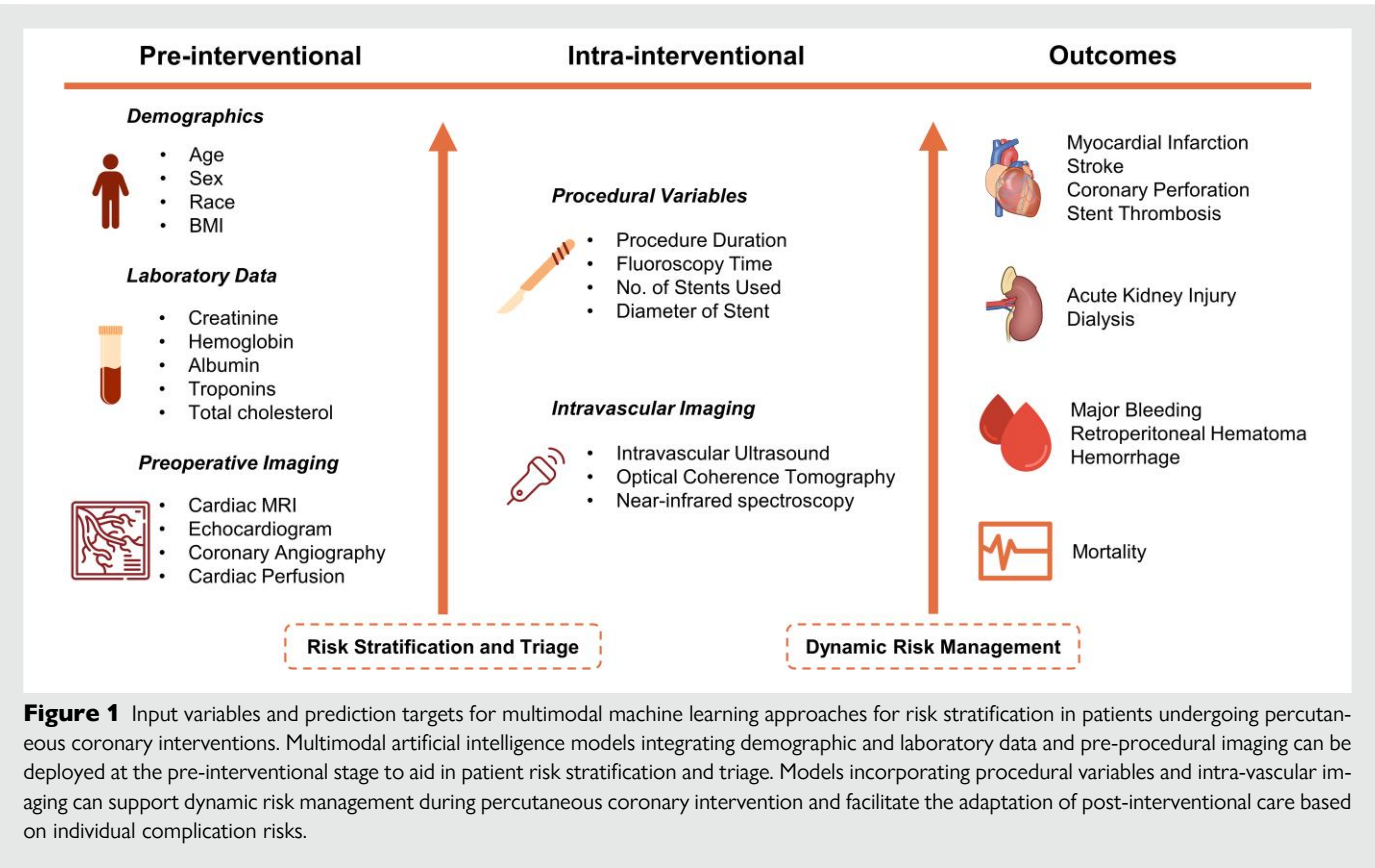 Pre-interventional
Intra-interventional
Outcomes
Demographics
• Age
• Sex
• Race
• BMI
Laboratory Data
• Creatinine
• Hemoglobin
• Albumin
• Troponins
• Total cholesterol
Preoperative Imaging
• Cardiac MRI
• Echocardiogram
• Coronary Angiography
• Cardiac Perfusion
Risk Stratification and Triage
Procedural Variables
• Procedure Duration
• Fluoroscopy Time
• No. of Stents Used
• Diameter of Stent
Intravascular Imaging
• Intravascular Ultrasound
• Optical Coherence Tomography
• Near-infrared spectroscopy
Dynamic Risk Management
Myocardial Infarction
Stroke
Coronary Perforation
Stent Thrombosis
Acute Kidney Injury
Dialysis
Major Bleeding
Retroperitoneal Hematoma
Hemorrhage
Mortality
Figure 1 Input variables and prediction targets for multimodal machine learning approaches for risk stratification in patients undergoing percutan-
eous coronary interventions. Multimodal artificial intelligence models integrating demographic and laboratory data and pre-procedural imaging can be
deployed at the pre-interventional stage to aid in patient risk stratification and triage. Models incorporating procedural variables and intra-vascular im-
aging can support dynamic risk management during percutaneous coronary intervention and facilitate the adaptation of post-interventional care based
on individual complication risks.